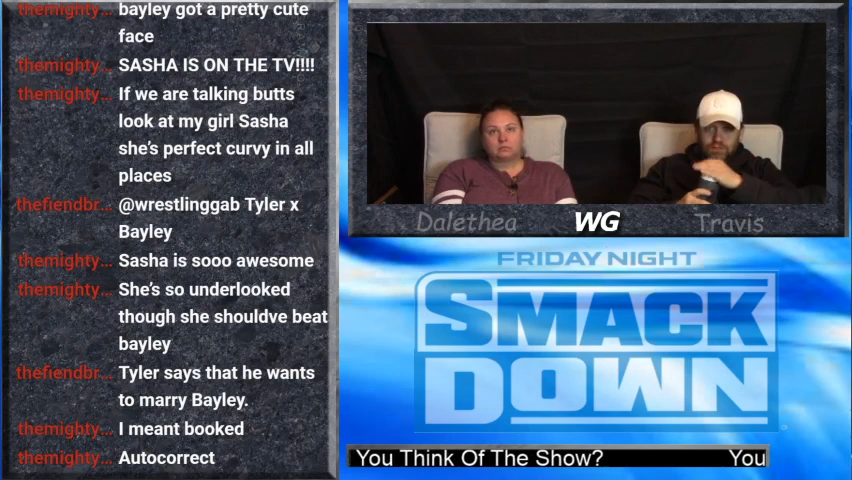 themighty... bayley got a pretty cute
face
themighty... SASHA IS ON THE TV!!!!
themighty... If we are talking butts
look at my girl Sasha
she's perfect curvy in all
places
thefiendbr... @wrestlinggab Tyler x
Bayley
themighty... Sasha is sooo awesome
themighty... She's so underlooked
though she shouldve beat
bayley
thefiendbr... Tyler says that he wants
to marry Bayley.
themighty... I meant booked
themighty... Autocorrect
Dalethea WG Travis
FRIDAY NIGHT
SMACK
DOWN
You Think Of The Show? You